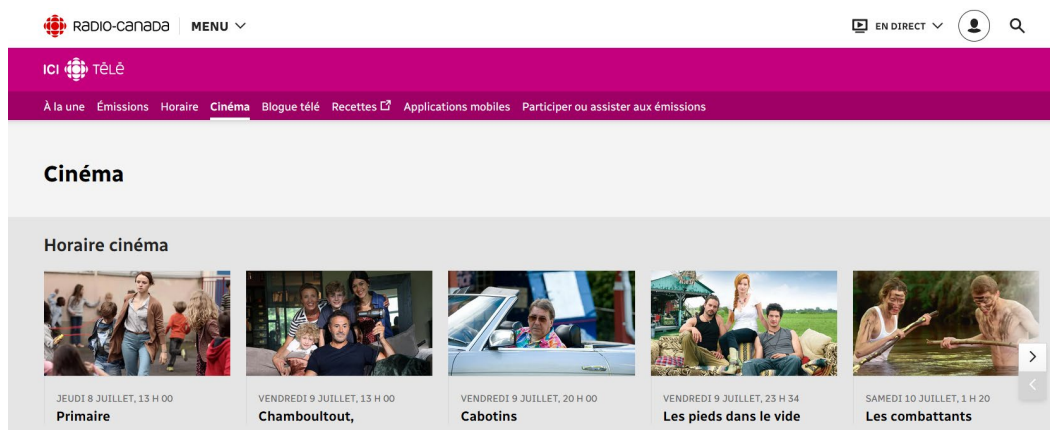 RADIO-CANADA MENU EN DIRECT
ICI TÉLÉ
À la une Émissions Horaire Cinéma Blogue télé Recettes Applications mobiles Participer ou assister aux émissions
Cinéma
Horaire cinéma
JEUDI 8 JUILLET, 13 H 00
Primaire
VENDREDI 9 JUILLET, 13 H 00
Chamboultout,
VENDREDI 9 JUILLET, 20 H 00
Cabotins
VENDREDI 9 JUILLET, 23 H 34
Les pieds dans le vide
SAMEDI 10 JUILLET, 1 H 20
Les combattants